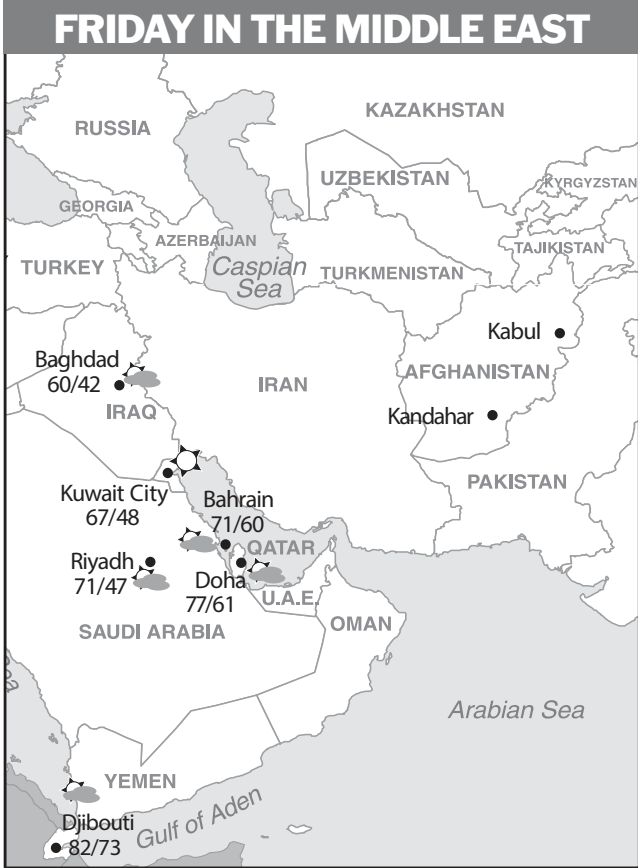 FRIDAY IN THE MIDDLE EAST
KAZAKHSTAN
RUSSIA
UZBEKISTAN
KYRGYZSTAN
GEORGIA
AZERBAIJAN
TAJIKISTAN
TURKEY
Caspian
Sea
TURKMENISTAN
Kabul
Baghdad
60/42
IRAN
AFGHANISTAN
IRAQ
Kandahar
PAKISTAN
Kuwait City
67/48
Bahrain
71/60
QATAR
Riyadh
71/47
Doha
77/61
U.A.E.
OMAN
SAUDI ARABIA
Arabian Sea
YEMEN
Gulf of Aden
Djibouti
82/73